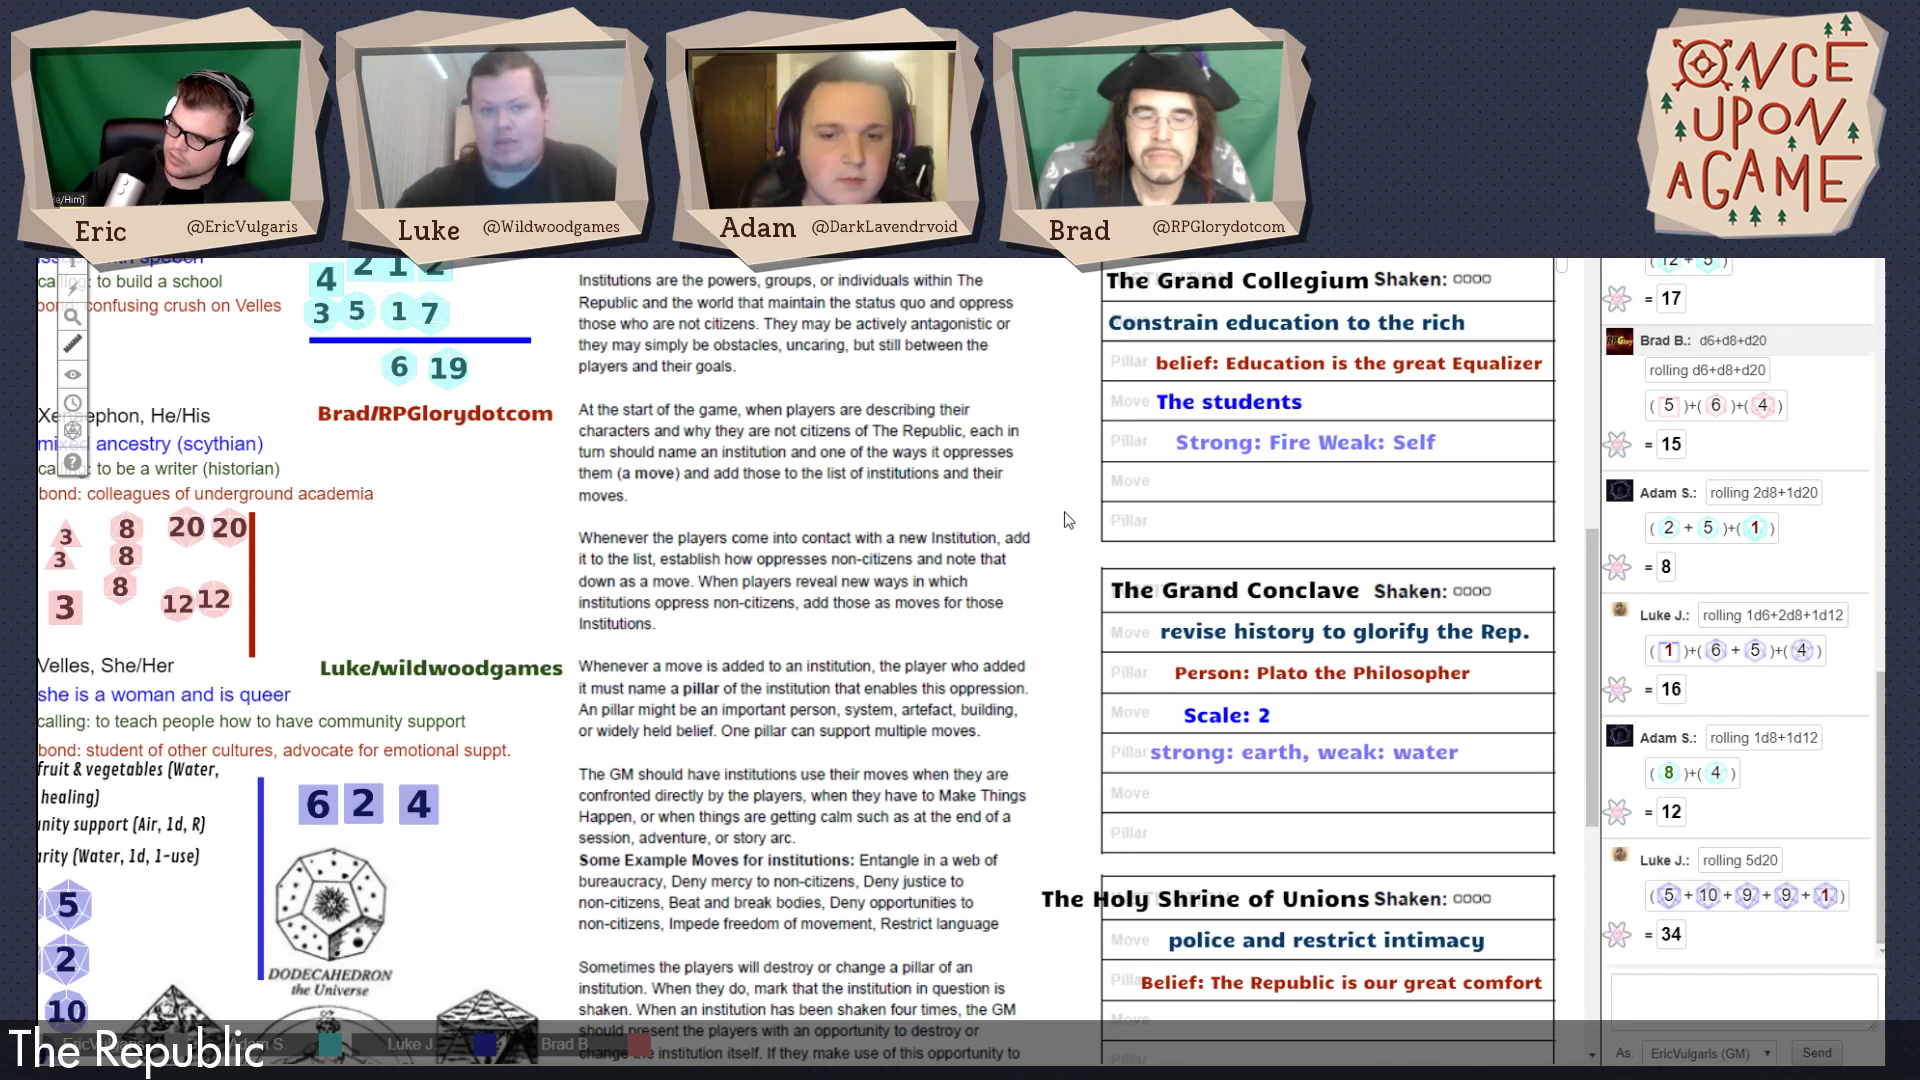 Eric
@EricVulgaris
Luke
@Wildwoodgames
Adam
@DarkLavendrvoid
Brad
@RPGlorydotcom
ONCE
UPON
A GAME
calling: to build a school
bond: confusing crush on Velles
4 2 1 2
3 5 1 7
6 19
Brad/RPGlorydotcom
mixed ancestry (scythian)
calling: to be a writer (historian)
bond: colleagues of underground academia
3 8 20 20
3 8
8
3 12 12
Velles, She/Her
Luke/wildwoodgames
she is a woman and is queer
calling: to teach people how to have community support
bond: student of other cultures, advocate for emotional suppt.
fruit & vegetables (Water,
healing)
unity support (Air, 1d, R)
arity (Water, 1d, 1-use)
6 2 4
5
2
10
DODECAHEDRON
the Universe
Institutions are the powers, groups, or individuals within The
Republic and the world that maintain the status quo and oppress
those who are not citizens. They may be actively antagonistic or
they may simply be obstacles, uncaring, but still between the
players and their goals.
At the start of the game, when players are describing their
characters and why they are not citizens of The Republic, each in
turn should name an institution and one of the ways it oppresses
them (a move) and add those to the list of institutions and their
moves.
Whenever the players come into contact with a new Institution, add
it to the list, establish how oppresses non-citizens and note that
down as a move. When players reveal new ways in which
institutions oppress non-citizens, add those as moves for those
Institutions.
Whenever a move is added to an institution, the player who added
it must name a pillar of the institution that enables this oppression.
An pillar might be an important person, system, artefact, building,
or widely held belief. One pillar can support multiple moves.
The GM should have institutions use their moves when they are
confronted directly by the players, when they have to Make Things
Happen, or when things are getting calm such as at the end of a
session, adventure, or story arc.
Some Example Moves for institutions: Entangle in a web of
bureaucracy, Deny mercy to non-citizens, Deny justice to
non-citizens, Beat and break bodies, Deny opportunities to
non-citizens, Impede freedom of movement, Restrict language
Sometimes the players will destroy or change a pillar of an
institution. When they do, mark that the institution in question is
shaken. When an institution has been shaken four times, the GM
should present the players with an opportunity to destroy or
change the institution itself. If they make use of this opportunity to
The Grand Collegium Shaken:
Constrain education to the rich
Pillar belief: Education is the great Equalizer
Move The students
Pillar Strong: Fire Weak: Self
Move
Pillar
The Grand Conclave Shaken:
Move revise history to glorify the Rep.
Pillar Person: Plato the Philosopher
Move Scale: 2
Pillar strong: earth, weak: water
Move
Pillar
The Holy Shrine of Unions Shaken:
Move police and restrict intimacy
Pillar Belief: The Republic is our great comfort
Move
Pillar
(12 + 5)
= 17
Brad B.: d6+d8+d20
rolling d6+d8+d20
(5)+(6)+(4)
= 15
Adam S.: rolling 2d8+1d20
(2 + 5)+(1)
= 8
Luke J.: rolling 1d6+2d8+1d12
(1)+(6 + 5)+(4)
= 16
Adam S.: rolling 1d8+1d12
(8)+(4)
= 12
Luke J.: rolling 5d20
(5 + 10 + 9 + 9 + 1)
= 34
As: EricVulgaris (GM) Send
The Republic
EricVulgaris
Adam S.
Luke J.
Brad B.